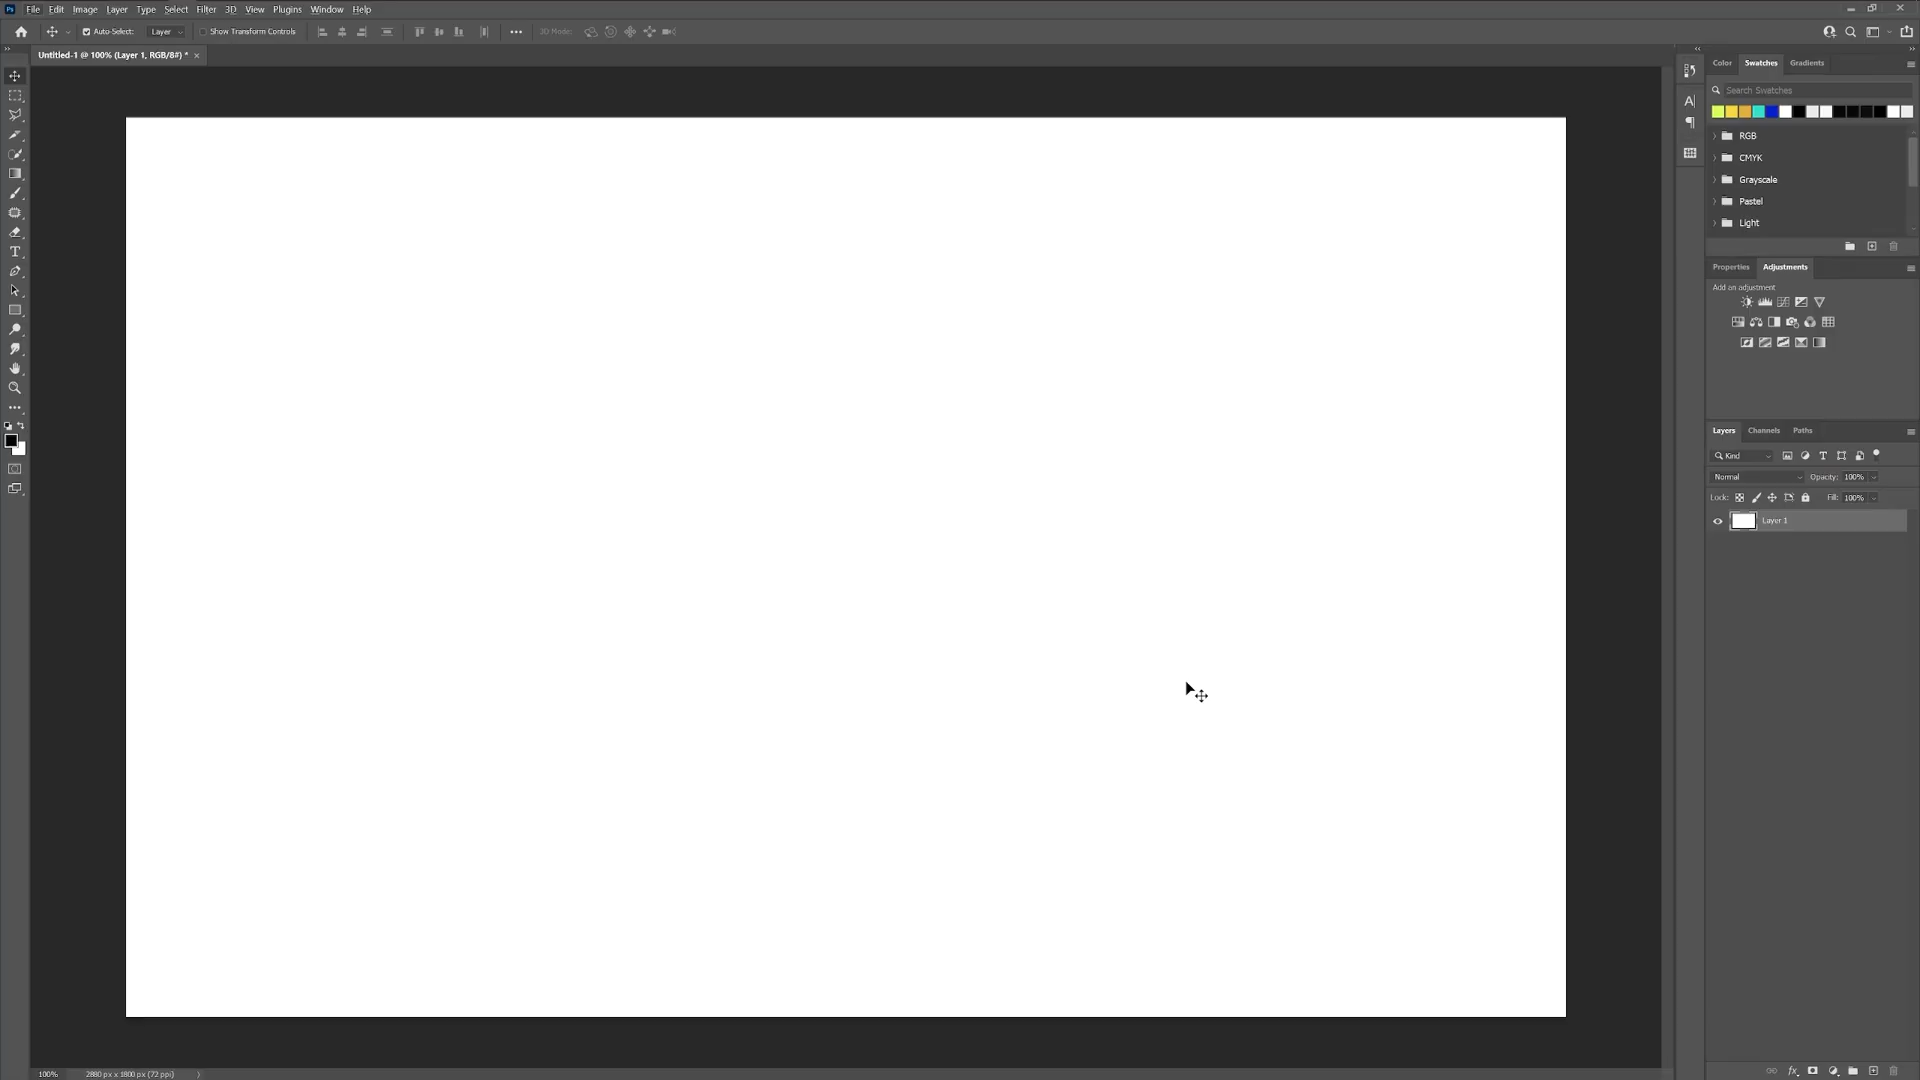 Ps File Edit Image Layer Type Select Filter 3D View Plugins Window Help
Auto-Select: Layer Show Transform Controls 3D Mode:
Untitled-1 @ 100% (Layer 1, RGB/8#) *
Color Swatches Gradients
Search Swatches
RGB
CMYK
Grayscale
Pastel
Light
Properties Adjustments
Add an adjustment
Layers Channels Paths
Kind
Normal Opacity: 100%
Lock: Fill: 100%
Layer 1
100% 2880 px x 1800 px (72 ppi)